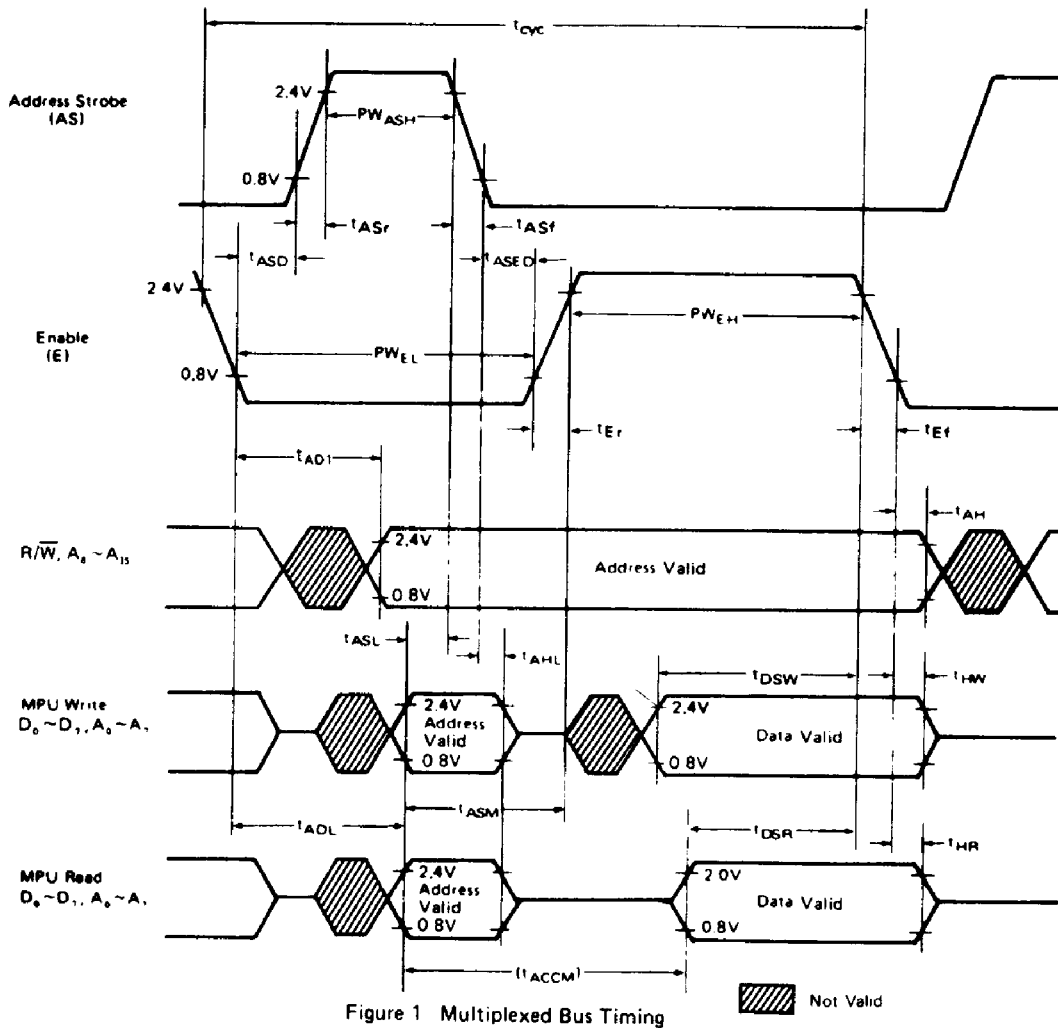 tcyc
Address Strobe
(AS)
2.4V
PWASH
0.8V
tASr
tASf
tASD
tASED
2.4V
Enable
(E)
PWEH
PWEL
0.8V
tEr
tEf
tAD1
tAH
R/W̅, A₈ ~ A₁₅
2.4V
Address Valid
0.8V
tASL
tAHL
tDSW
tHW
MPU Write
D₀ ~ D₇, A₀ ~ A₇
2.4V
Address
Valid
0.8V
2.4V
Data Valid
0.8V
tASM
tADL
tDSR
tHR
MPU Read
D₀ ~ D₇, A₀ ~ A₇
2.4V
Address
Valid
0.8V
2.0V
Data Valid
0.8V
(tACCM)
Not Valid
Figure 1 Multiplexed Bus Timing